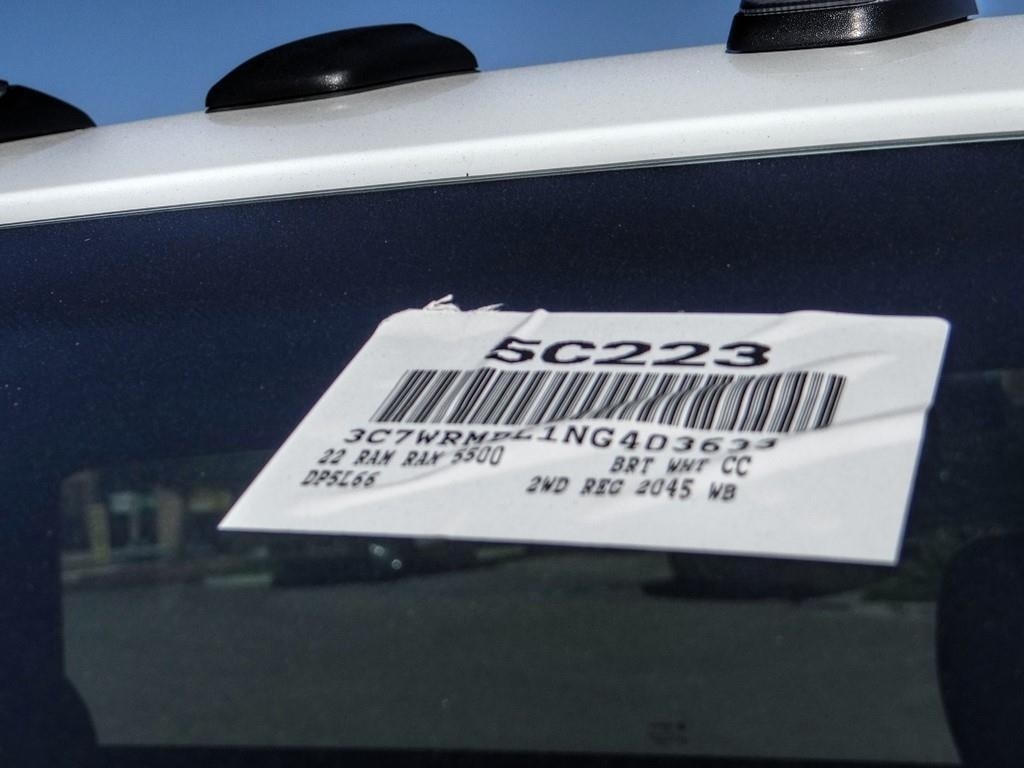 5C223
22 RAM RAM 5500
BRT WHT CC
DP5L66
2WD REG 2045 WB